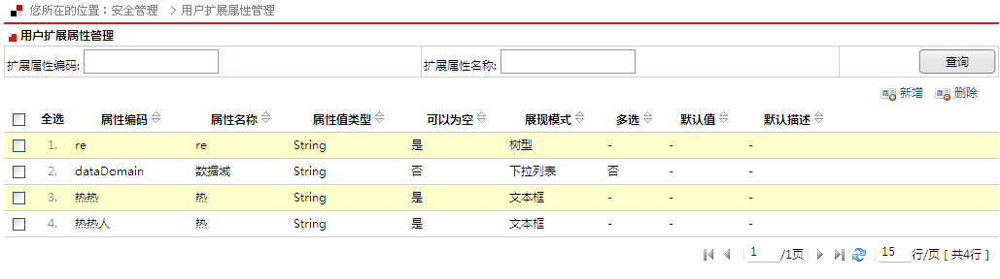 您所在的位置：安全管理 > 用户扩展属性管理
用户扩展属性管理
扩展属性编码: 扩展属性名称: 查询
新增 删除
全选 属性编码 属性名称 属性值类型 可以为空 展现模式 多选 默认值 默认描述
1. re re String 是 树型 - - -
2. dataDomain 数据域 String 否 下拉列表 否 - -
3. 热热 热 String 是 文本框 - - -
4. 热热人 热 String 是 文本框 - - -
1 /1页 15 行/页 [ 共4行 ]